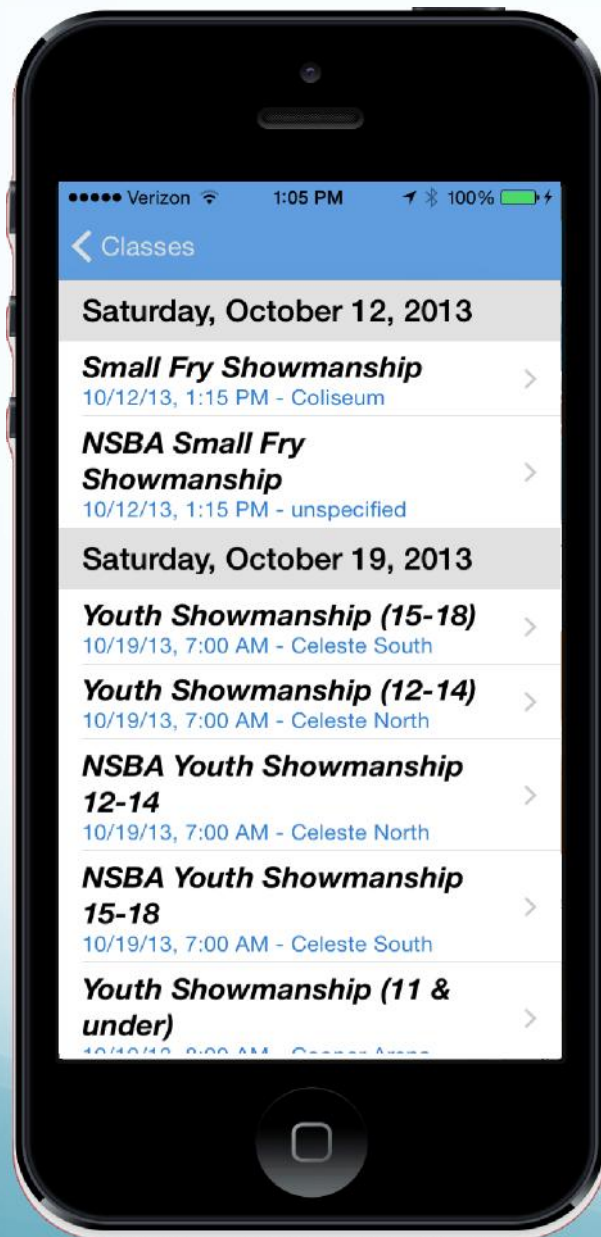 Verizon 1:05 PM 100%
Classes
Saturday, October 12, 2013
Small Fry Showmanship
10/12/13, 1:15 PM - Coliseum
NSBA Small Fry
Showmanship
10/12/13, 1:15 PM - unspecified
Saturday, October 19, 2013
Youth Showmanship (15-18)
10/19/13, 7:00 AM - Celeste South
Youth Showmanship (12-14)
10/19/13, 7:00 AM - Celeste North
NSBA Youth Showmanship
12-14
10/19/13, 7:00 AM - Celeste North
NSBA Youth Showmanship
15-18
10/19/13, 7:00 AM - Celeste South
Youth Showmanship (11 &
under)